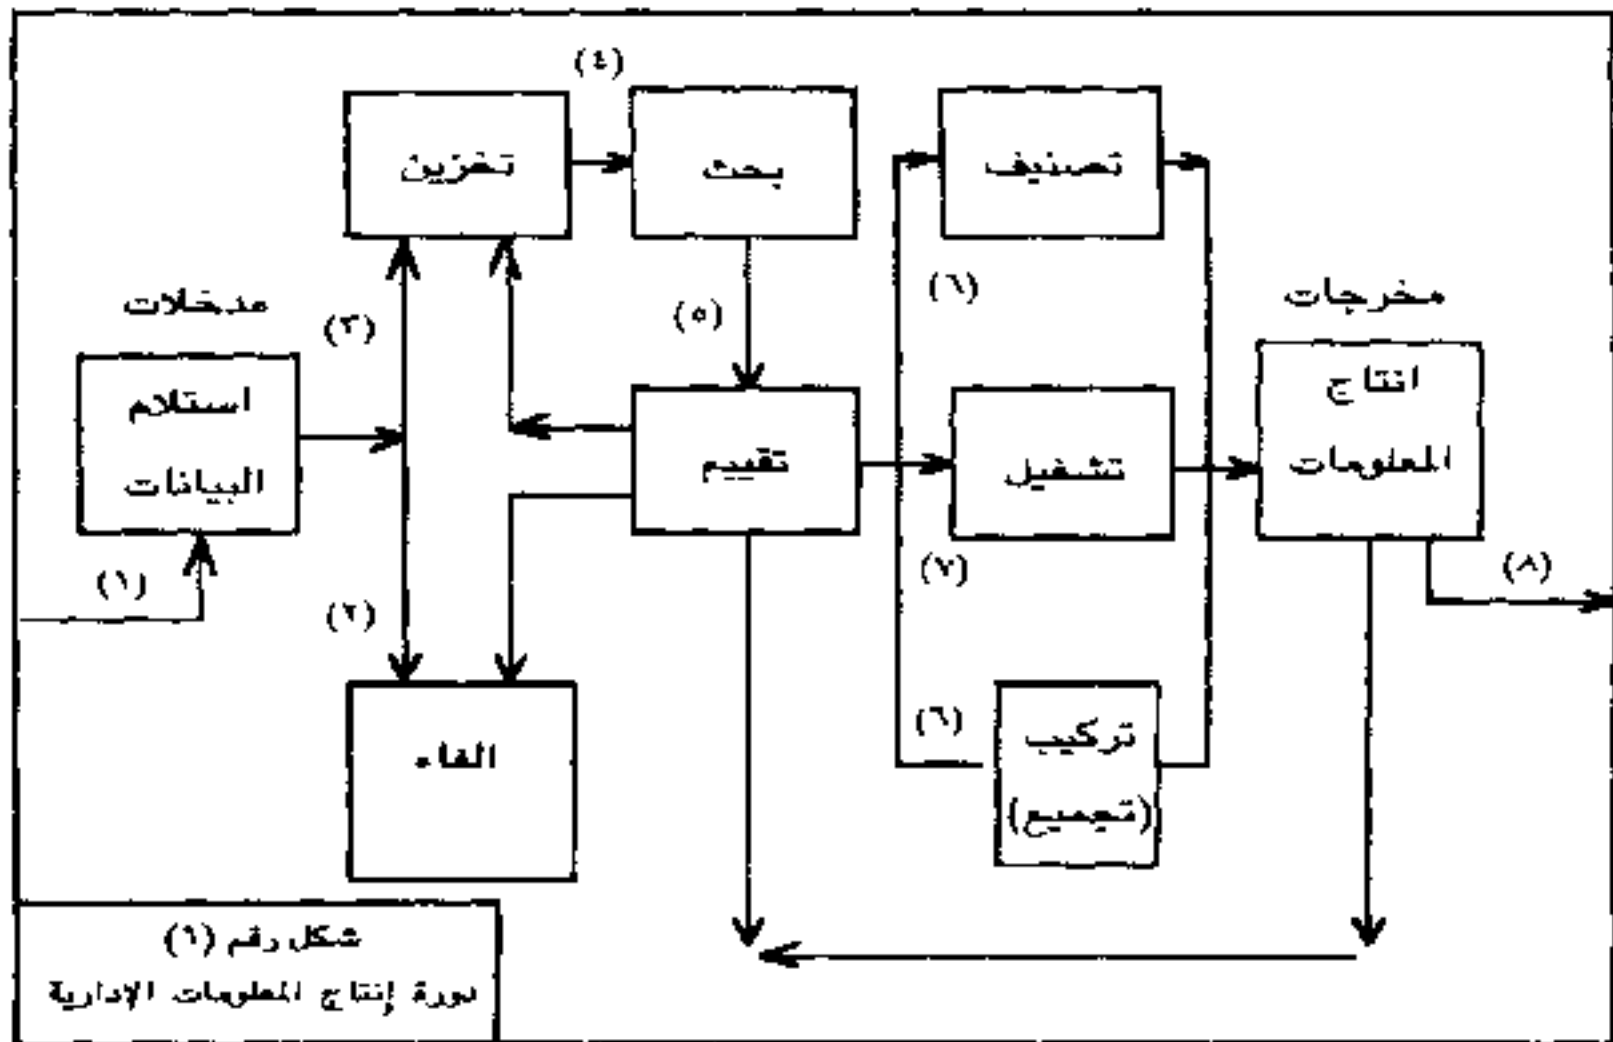 (٤)
تخزين
بحث
تصنيف
(٣)
(٥)
(٦)
مدخلات
استلام
البيانات
(١)
(٢)
الغاء
تقييم
تشغيل
(٧)
(٦)
تركيب
(تجميع)
مخرجات
انتاج
المعلومات
(٨)
شكل رقم (١)
دورة إنتاج المعلومات الإدارية